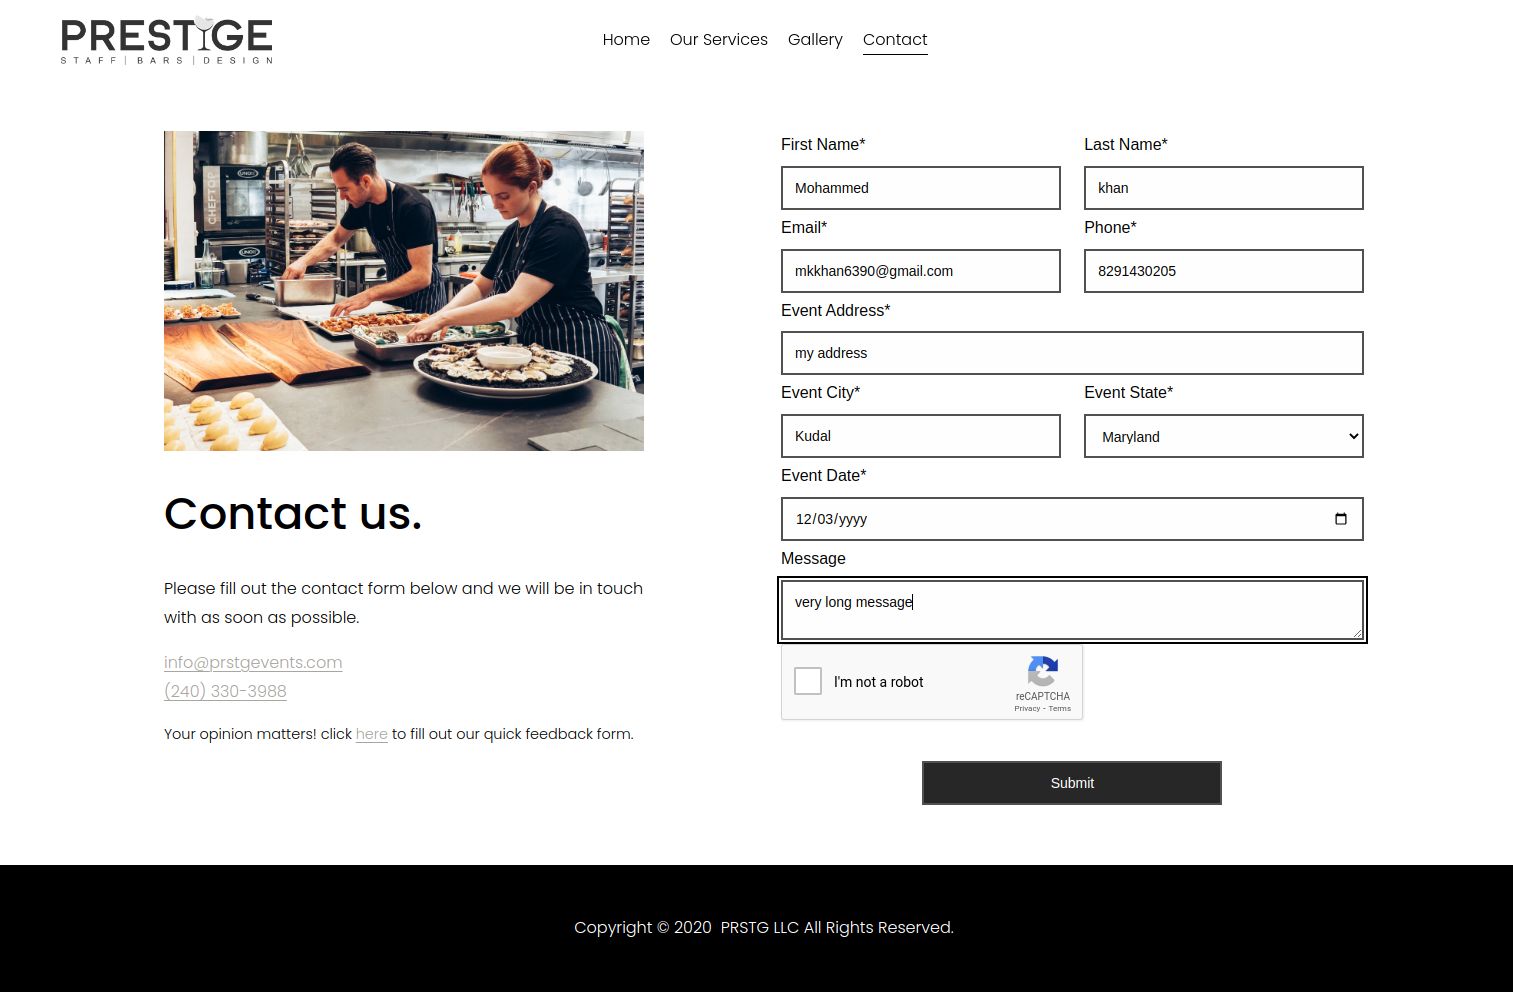 PRESTIGE
STAFF | BARS | DESIGN
Home Our Services Gallery Contact
CHEFTOP
UNOX
UNOX
Contact us.
Please fill out the contact form below and we will be in touch
with as soon as possible.
info@prstgevents.com
(240) 330-3988
Your opinion matters! click here to fill out our quick feedback form.
First Name* Last Name*
Mohammed khan
Email* Phone*
mkkhan6390@gmail.com 8291430205
Event Address*
my address
Event City* Event State*
Kudal Maryland
Event Date*
12/03/yyyy
Message
very long message
I'm not a robot
reCAPTCHA
Privacy - Terms
Submit
Copyright © 2020 PRSTG LLC All Rights Reserved.